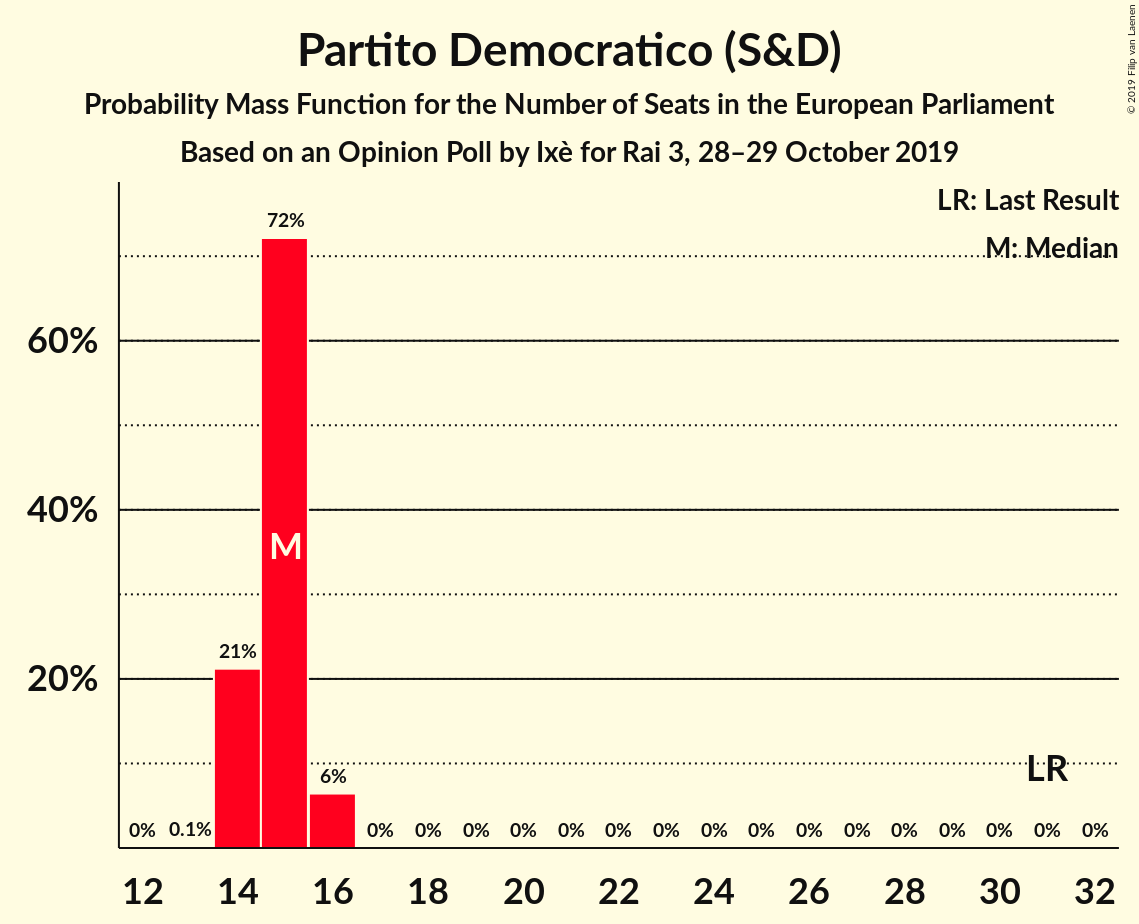 Partito Democratico (S&D)
Probability Mass Function for the Number of Seats in the European Parliament
Based on an Opinion Poll by Ixè for Rai 3, 28–29 October 2019
© 2019 Filip van Laenen
LR: Last Result
M: Median
72%
60%
40%
M
21%
20%
LR
6%
0% 0.1% 0% 0% 0% 0% 0% 0% 0% 0% 0% 0% 0% 0% 0% 0% 0% 0%
12 14 16 18 20 22 24 26 28 30 32